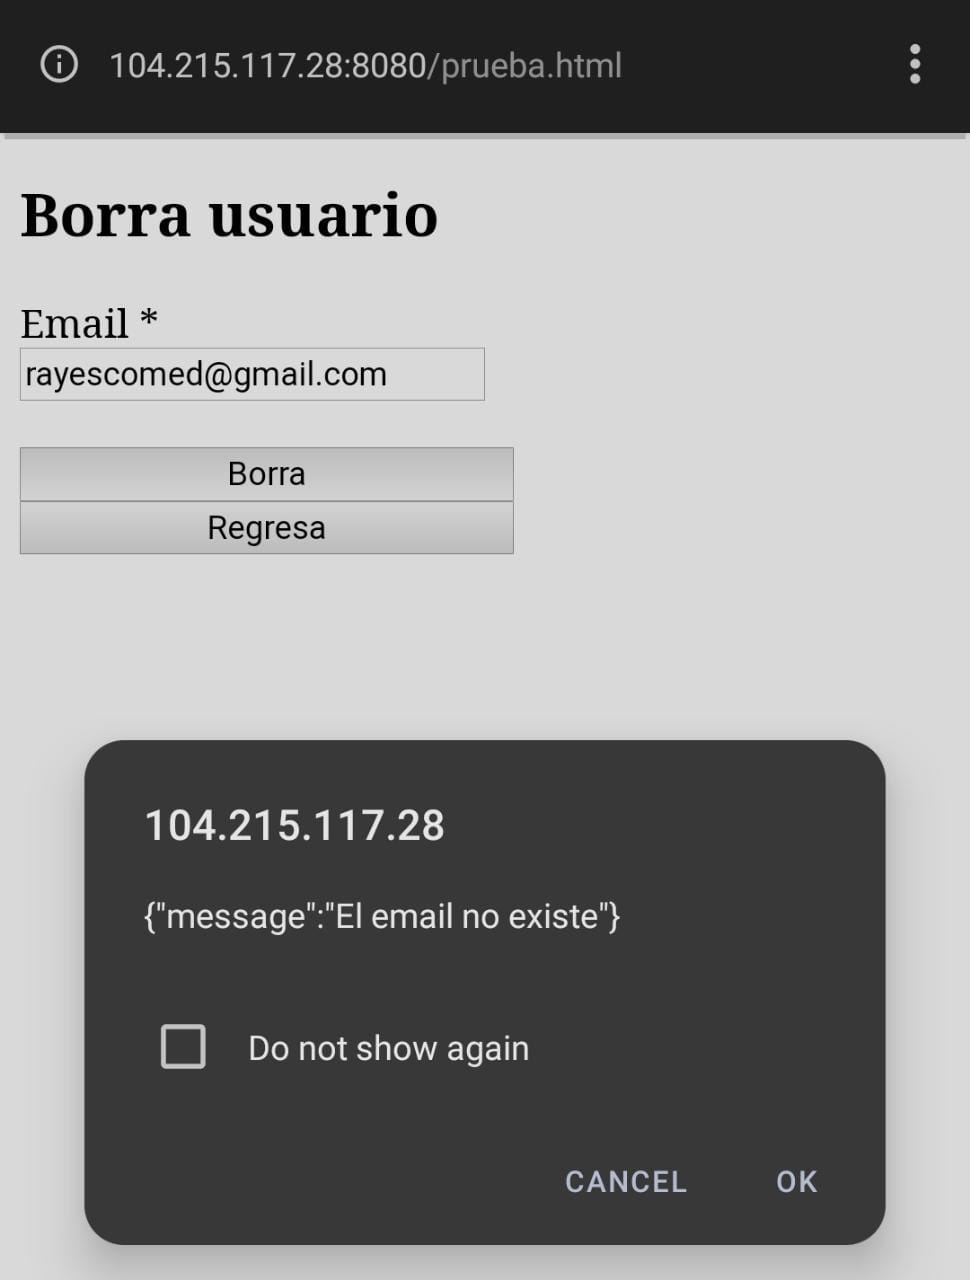 104.215.117.28:8080/prueba.html
Borra usuario
Email *
rayescomed@gmail.com
Borra
Regresa
104.215.117.28
{"message":"El email no existe"}
Do not show again
CANCEL OK